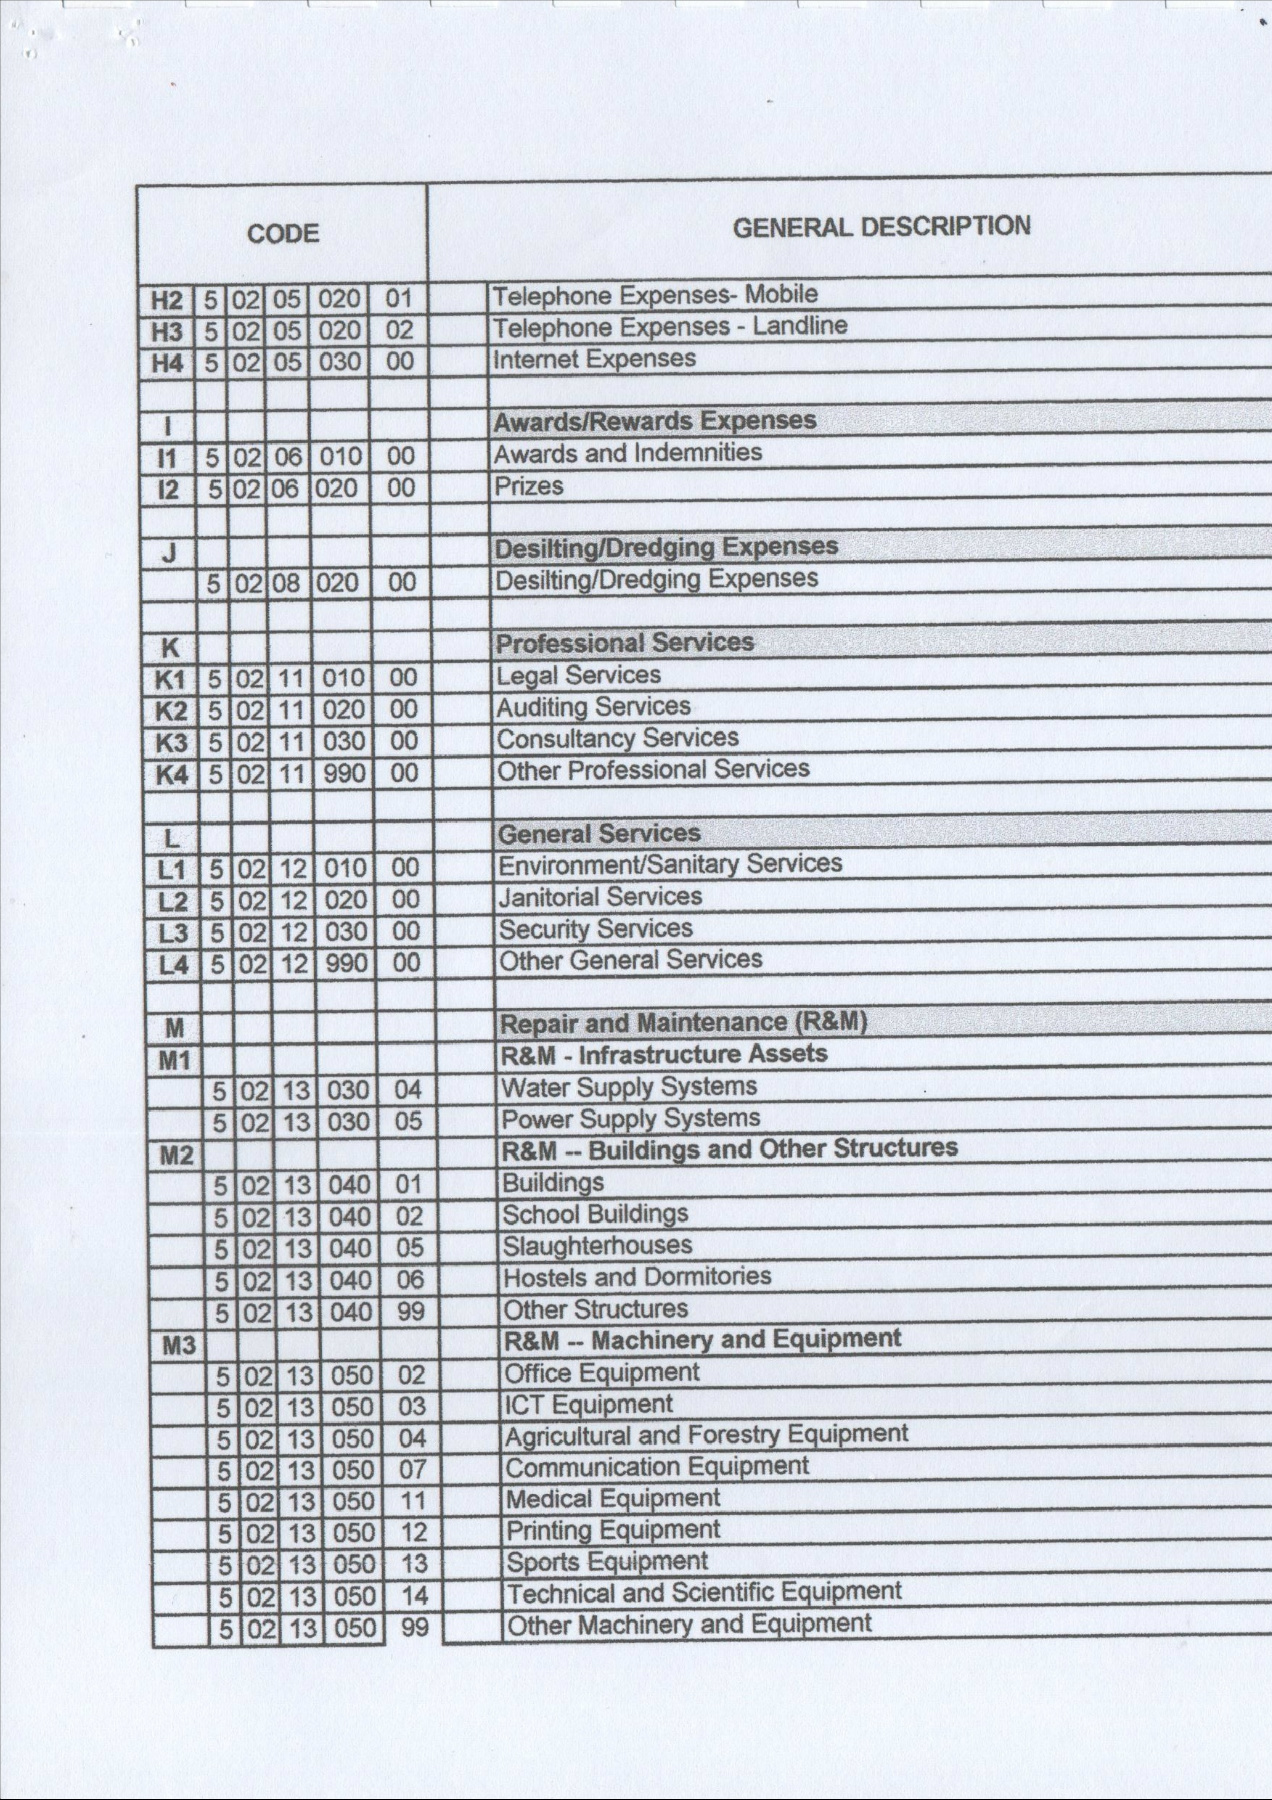 CODE GENERAL DESCRIPTION
H2 5 02 05 020 01 Telephone Expenses- Mobile
H3 5 02 05 020 02 Telephone Expenses - Landline
H4 5 02 05 030 00 Internet Expenses
I Awards/Rewards Expenses
I1 5 02 06 010 00 Awards and Indemnities
I2 5 02 06 020 00 Prizes
J Desilting/Dredging Expenses
5 02 08 020 00 Desilting/Dredging Expenses
K Professional Services
K1 5 02 11 010 00 Legal Services
K2 5 02 11 020 00 Auditing Services
K3 5 02 11 030 00 Consultancy Services
K4 5 02 11 990 00 Other Professional Services
L General Services
L1 5 02 12 010 00 Environment/Sanitary Services
L2 5 02 12 020 00 Janitorial Services
L3 5 02 12 030 00 Security Services
L4 5 02 12 990 00 Other General Services
M Repair and Maintenance (R&M)
M1 R&M - Infrastructure Assets
5 02 13 030 04 Water Supply Systems
5 02 13 030 05 Power Supply Systems
M2 R&M -- Buildings and Other Structures
5 02 13 040 01 Buildings
5 02 13 040 02 School Buildings
5 02 13 040 05 Slaughterhouses
5 02 13 040 06 Hostels and Dormitories
5 02 13 040 99 Other Structures
M3 R&M -- Machinery and Equipment
5 02 13 050 02 Office Equipment
5 02 13 050 03 ICT Equipment
5 02 13 050 04 Agricultural and Forestry Equipment
5 02 13 050 07 Communication Equipment
5 02 13 050 11 Medical Equipment
5 02 13 050 12 Printing Equipment
5 02 13 050 13 Sports Equipment
5 02 13 050 14 Technical and Scientific Equipment
5 02 13 050 99 Other Machinery and Equipment